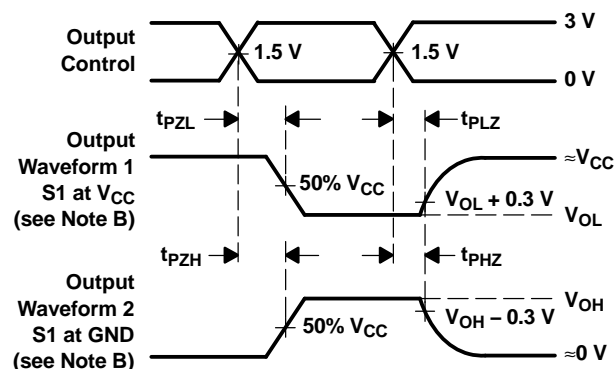 Output
Control
1.5 V
1.5 V
3 V
0 V
tPZL
tPLZ
Output
Waveform 1
S1 at VCC
(see Note B)
50% VCC
≈VCC
VOL + 0.3 V
VOL
tPZH
tPHZ
Output
Waveform 2
S1 at GND
(see Note B)
50% VCC
VOH
VOH – 0.3 V
≈0 V